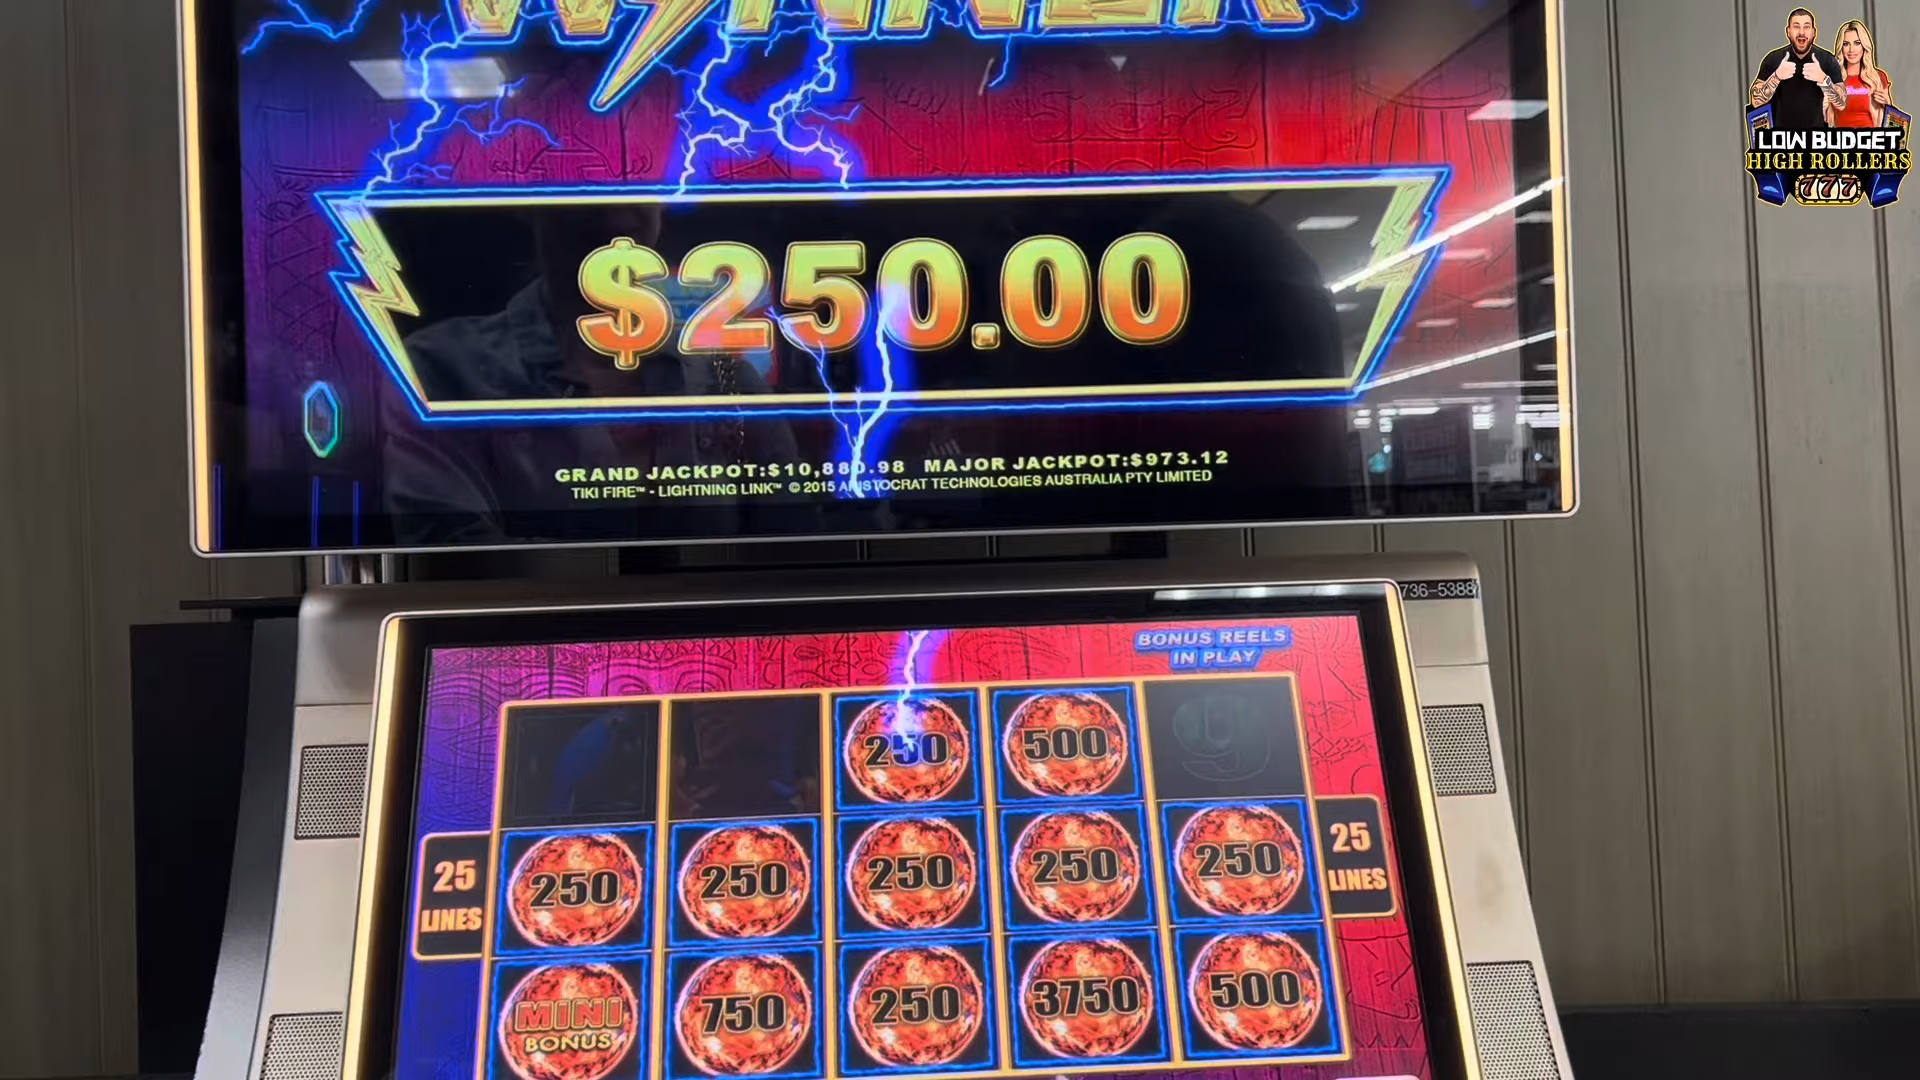 WINNER
LOW BUDGET
HIGH ROLLERS
777
$250.00
GRAND JACKPOT:$10,880.98 MAJOR JACKPOT:$973.12
TIKI FIRE™ - LIGHTNING LINK™ © 2015 ARISTOCRAT TECHNOLOGIES AUSTRALIA PTY LIMITED
736-5388
BONUS REELS
IN PLAY
250 500 9
25
LINES
250 250 250 250 250
25
LINES
MINI
BONUS
750 250 3750 500